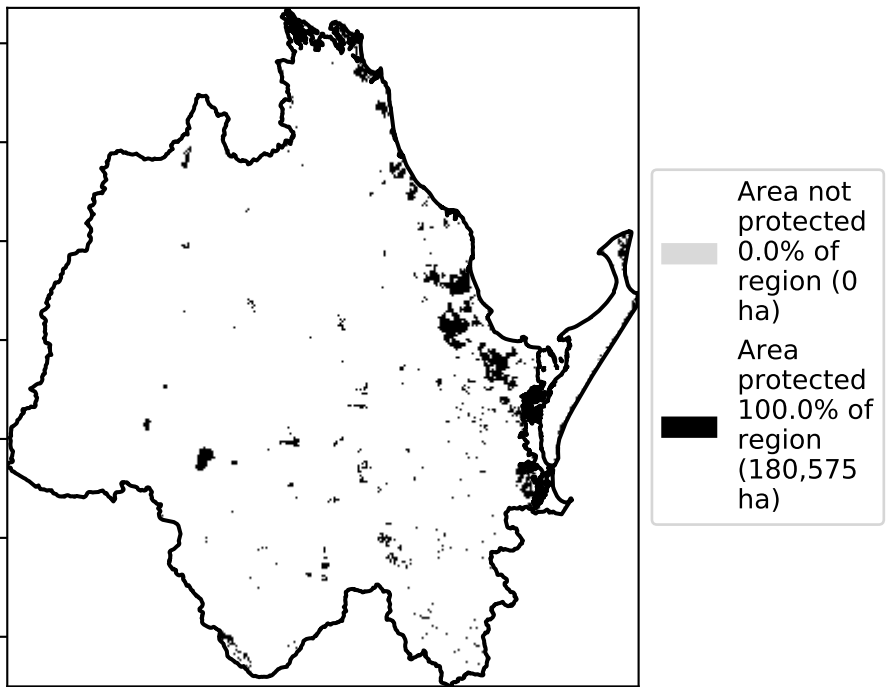 Area not
protected
0.0% of
region (0
ha)
Area
protected
100.0% of
region
(180,575
ha)